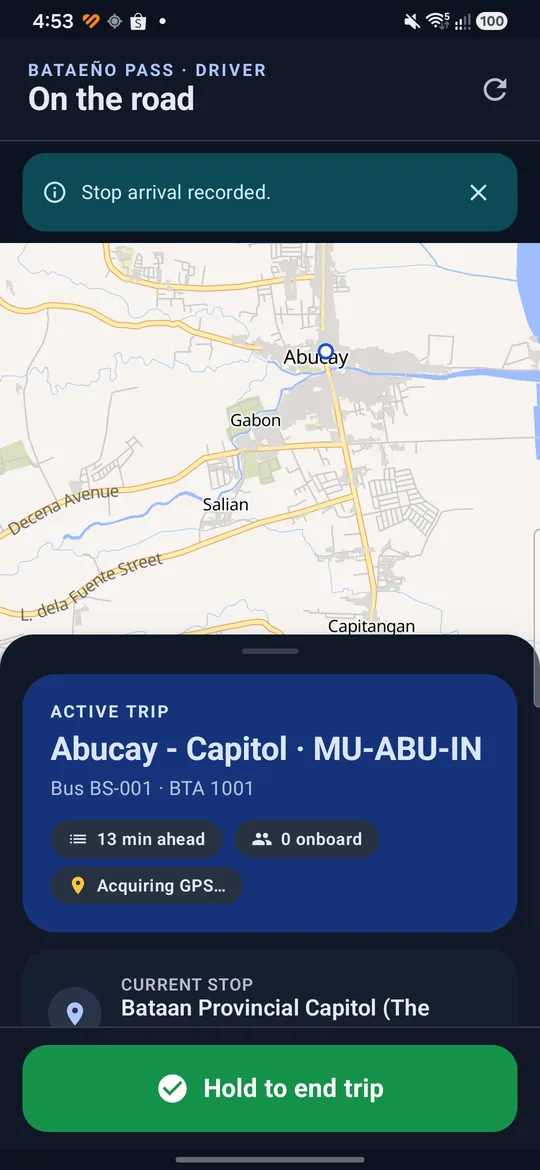 4:53
100
BATAEÑO PASS · DRIVER
On the road
Stop arrival recorded.
Abucay
Gabon
Decena Avenue
Salian
L. dela Fuente Street
Capitangan
ACTIVE TRIP
Abucay - Capitol · MU-ABU-IN
Bus BS-001 · BTA 1001
13 min ahead
0 onboard
Acquiring GPS…
CURRENT STOP
Bataan Provincial Capitol (The
Hold to end trip